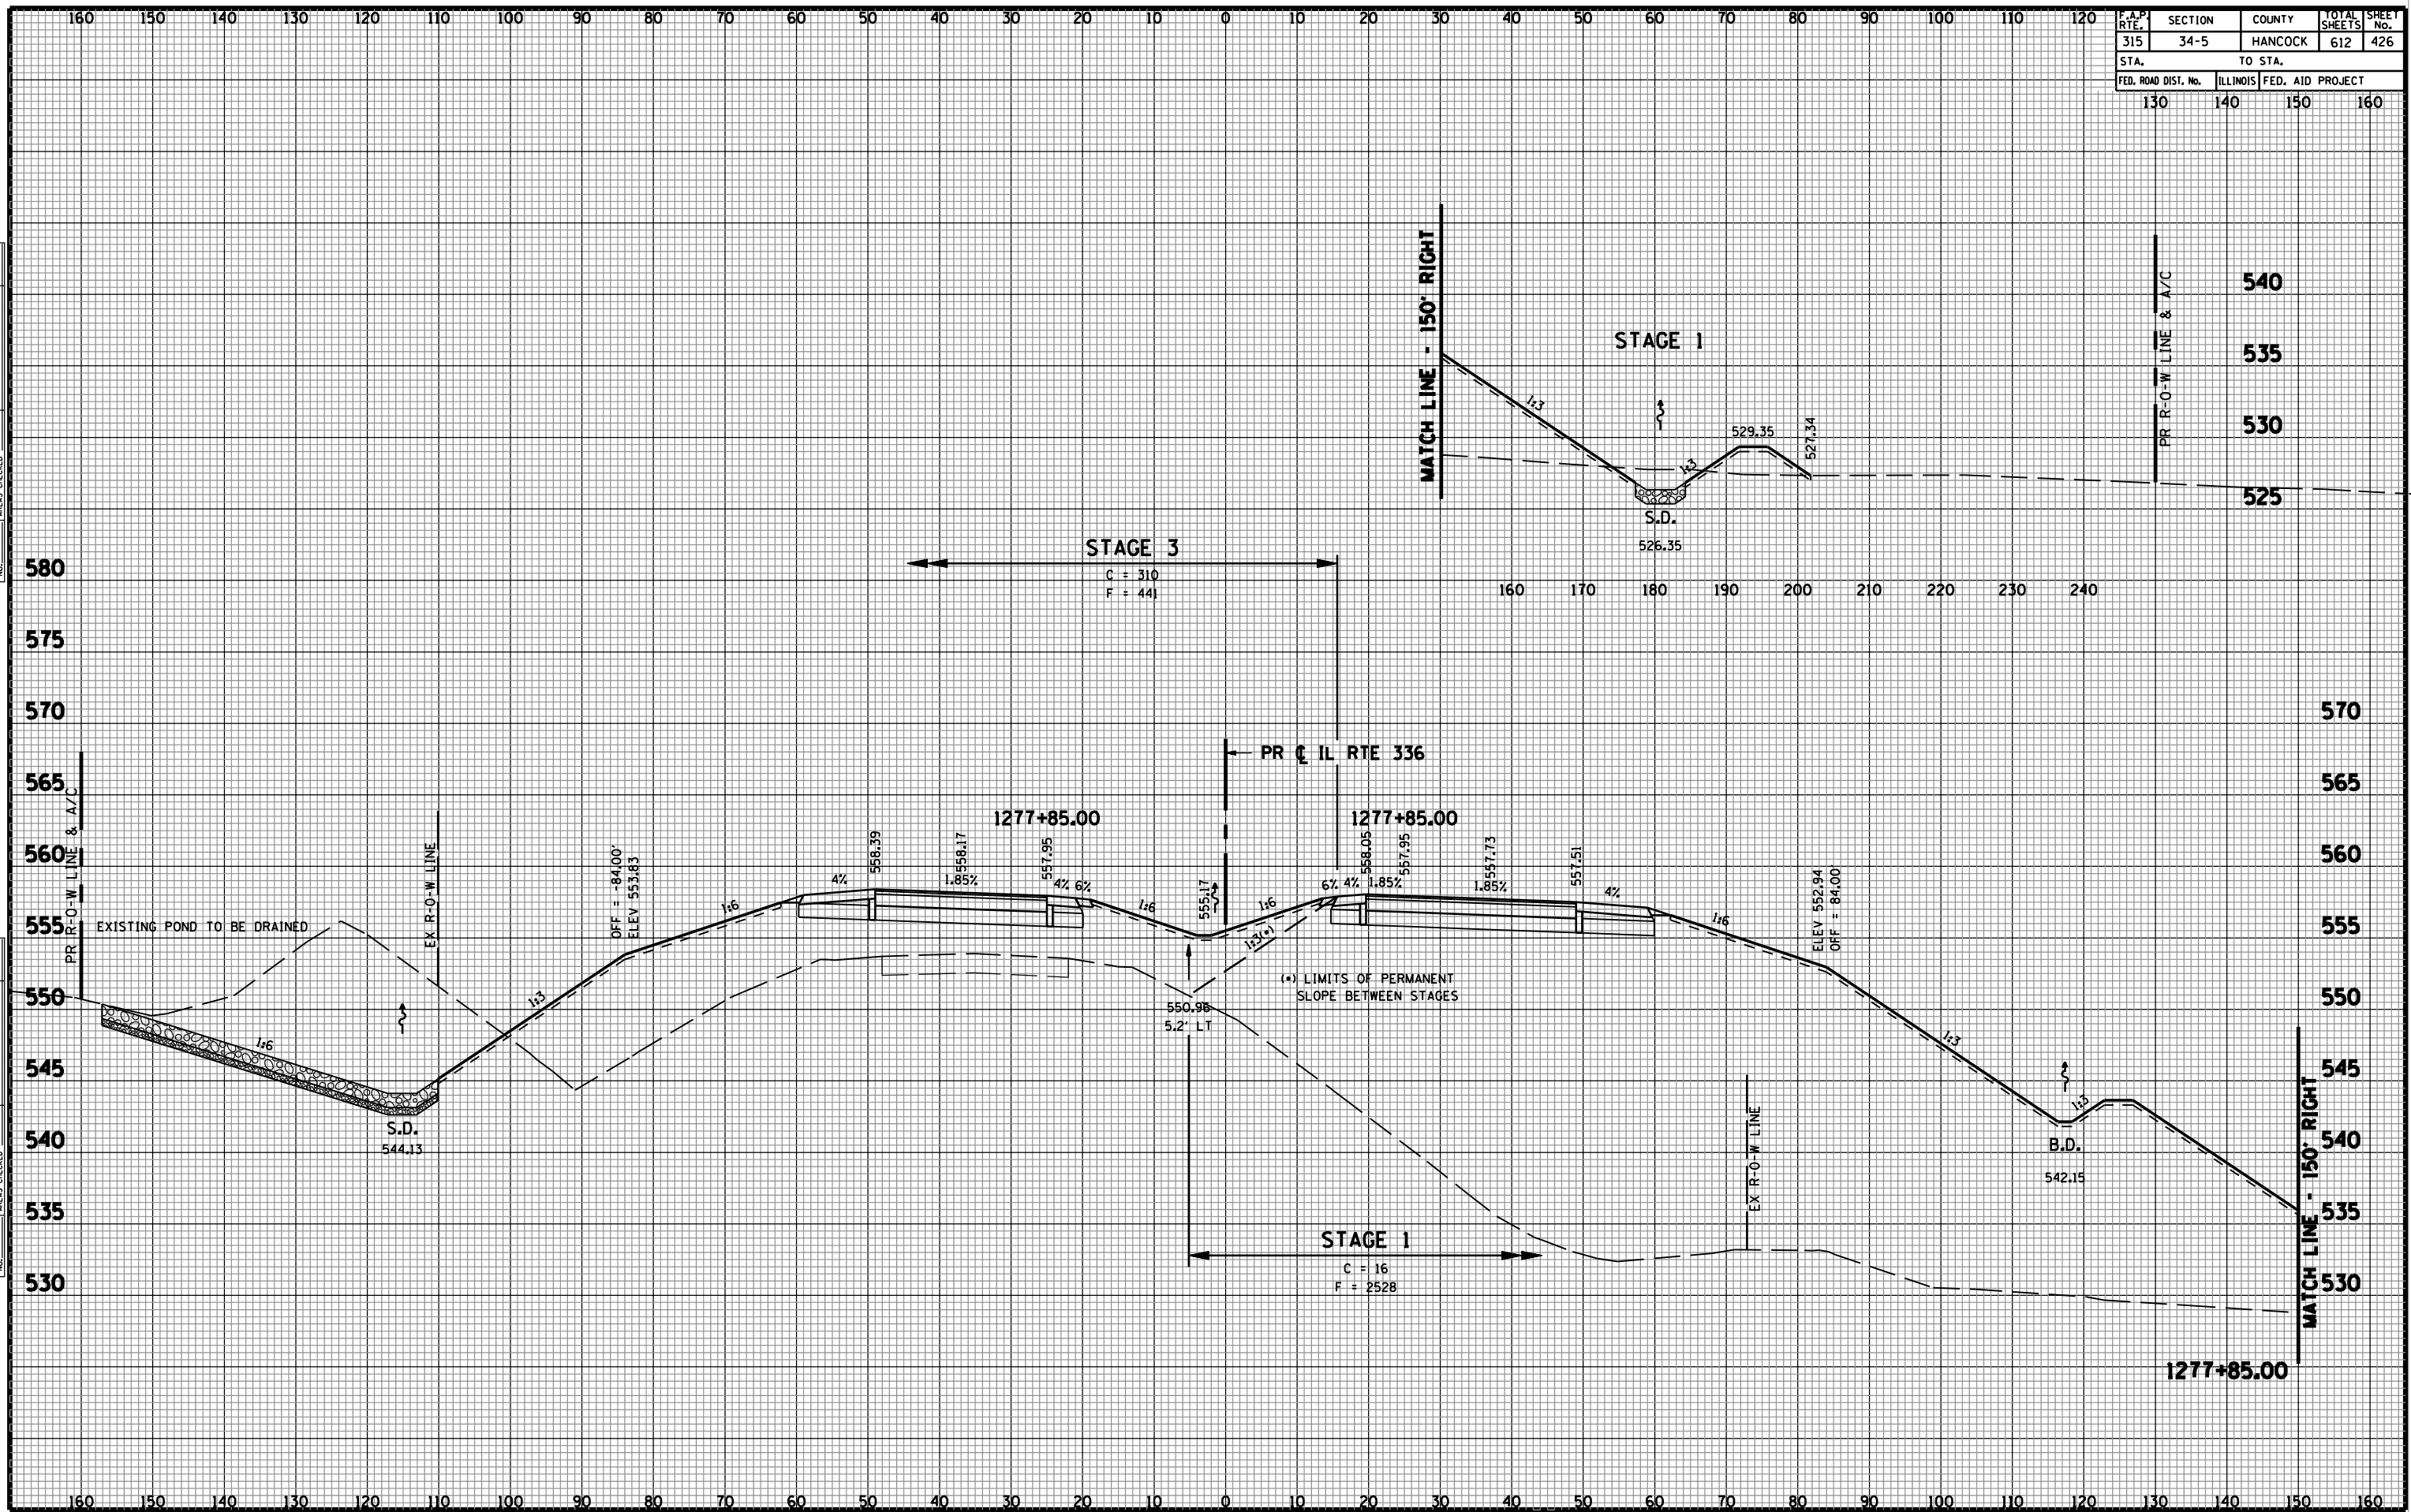 160 150 140 130 120 110 100 90 80 70 60 50 40 30 20 10 0 10 20 30 40 50 60 70 80 90 100 110 120
F.A.P. RTE. SECTION COUNTY TOTAL SHEETS SHEET No.
315 34-5 HANCOCK 612 426
STA. TO STA.
FED. ROAD DIST. No. ILLINOIS FED. AID PROJECT
130 140 150 160
MATCH LINE - 150' RIGHT
STAGE 1
1:3
1:3
529.35
527.34
S.D.
526.35
PR R-O-W LINE & A/C
540
535
530
525
160 170 180 190 200 210 220 230 240
STAGE 3
C = 310
F = 441
580
575
570
565
560
555
550
545
540
535
530
570
565
560
555
550
545
540
535
530
PR ℄ IL RTE 336
1277+85.00
1277+85.00
PR R-O-W LINE & A/C
EXISTING POND TO BE DRAINED
EX R-O-W LINE
OFF = -84.00'
ELEV 553.83
1:6
S.D.
544.13
1:3
1:6
4%
558.39
558.17
1.85%
557.95
4% 6%
1:6
555.17
1:6
1:3(*)
6% 4% 1.85%
558.05
557.95
557.73
1.85%
557.51
4%
1:6
ELEV 552.94
OFF = 84.00'
(*) LIMITS OF PERMANENT
SLOPE BETWEEN STAGES
550.96
5.2' LT
1:3
1:3
B.D.
542.15
EX R-O-W LINE
STAGE 1
C = 16
F = 2528
MATCH LINE - 150' RIGHT
1277+85.00
160 150 140 130 120 110 100 90 80 70 60 50 40 30 20 10 0 10 20 30 40 50 60 70 80 90 100 110 120 130 140 150 160